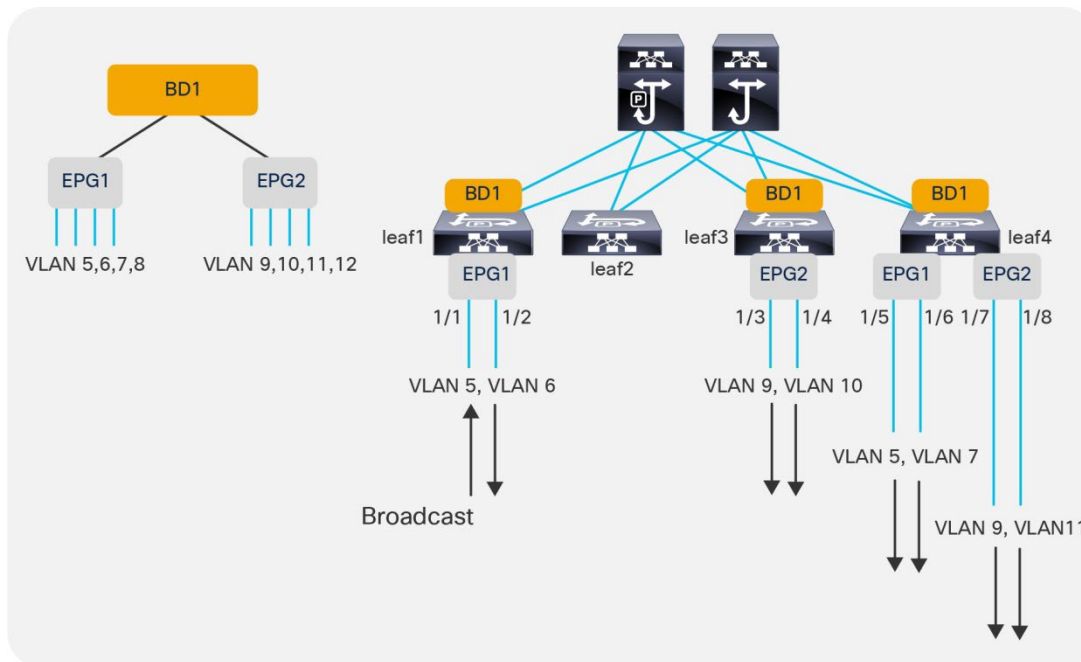 BD1
EPG1
EPG2
VLAN 5,6,7,8
VLAN 9,10,11,12
P
BD1
BD1
BD1
leaf1
P
leaf2
P
leaf3
P
P
leaf4
EPG1
EPG2
EPG1
EPG2
1/1
1/2
1/3
1/4
1/5
1/6
1/7
1/8
VLAN 5, VLAN 6
VLAN 9, VLAN 10
VLAN 5, VLAN 7
Broadcast
VLAN 9, VLAN11